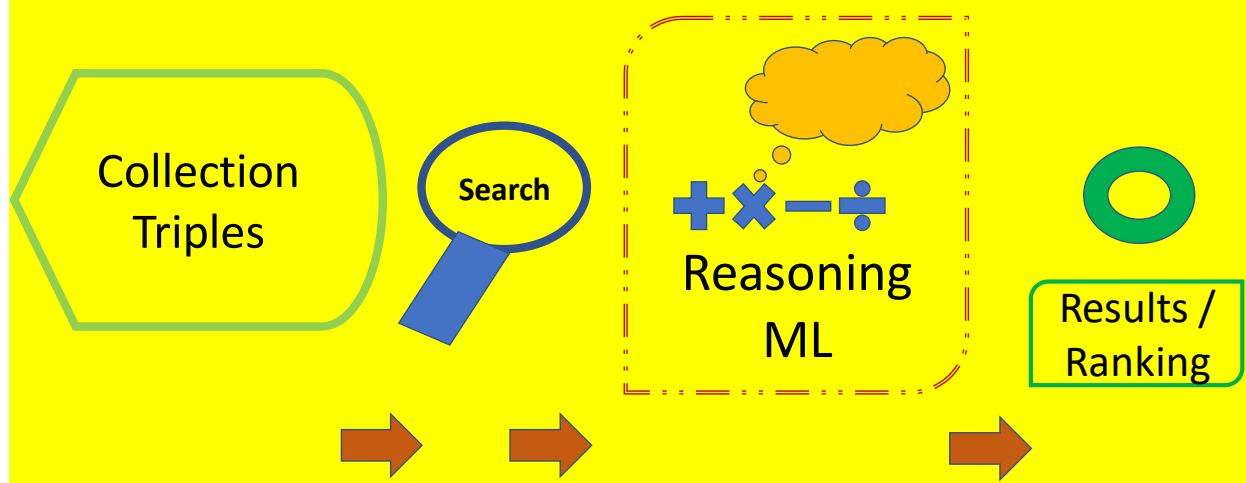 Collection
Triples
Search
Reasoning
ML
Results /
Ranking